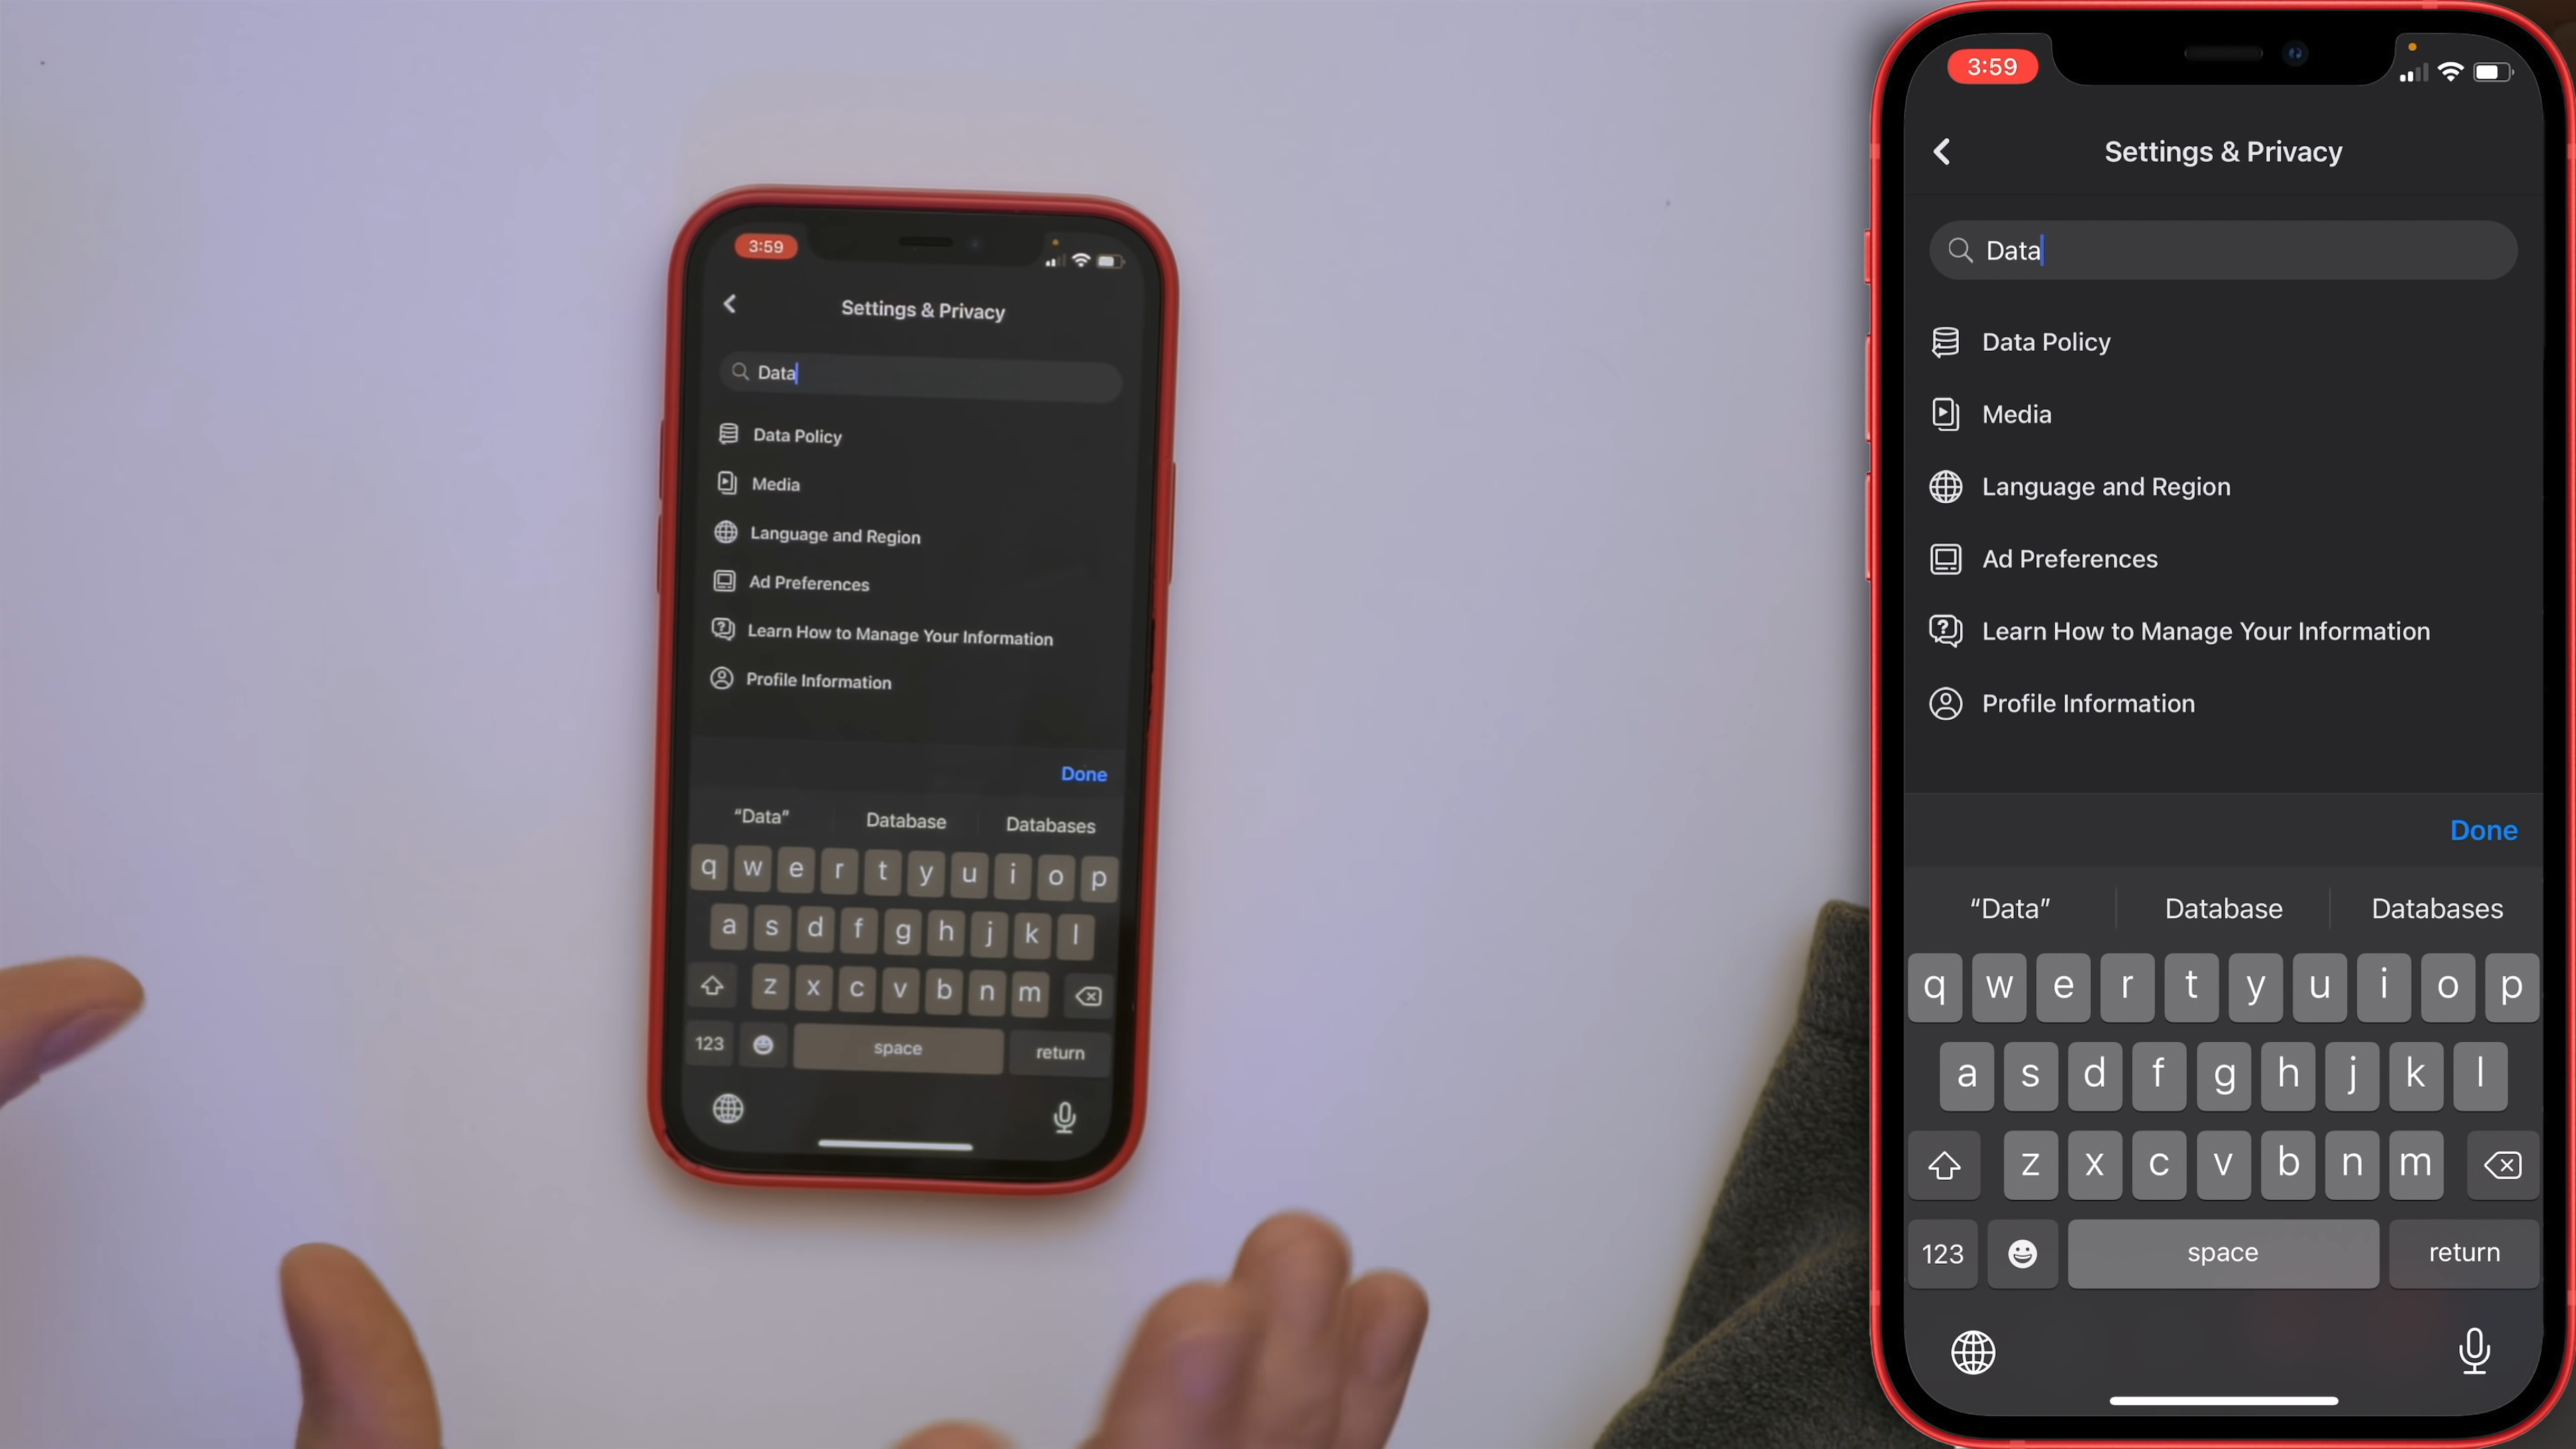 3:59
Settings & Privacy
Data
Data Policy
Media
Language and Region
Ad Preferences
Learn How to Manage Your Information
Profile Information
Done
“Data” Database Databases
q w e r t y u i o p
a s d f g h j k l
z x c v b n m
123 space return
3:59
Settings & Privacy
Data
Data Policy
Media
Language and Region
Ad Preferences
Learn How to Manage Your Information
Profile Information
Done
“Data” Database Databases
q w e r t y u i o p
a s d f g h j k l
z x c v b n m
123 space return